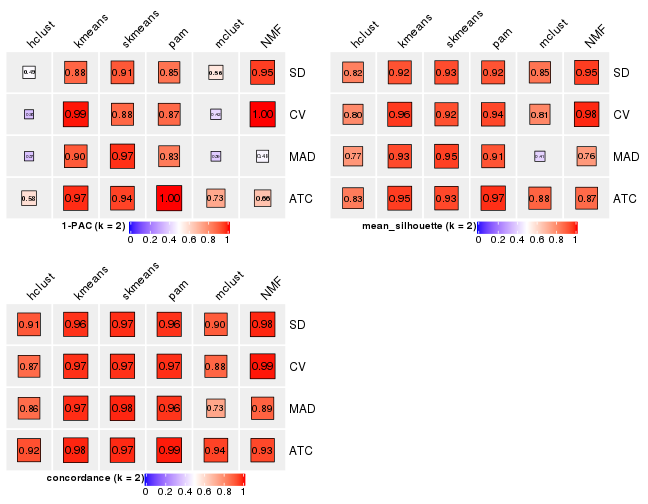 hclust kmeans skmeans pam mclust NMF
0.49 0.88 0.91 0.85 0.56 0.95 SD
0.99 0.88 0.87 0.42 1.00 CV
0.90 0.97 0.83 0.48 MAD
0.58 0.97 0.94 1.00 0.73 0.66 ATC
1-PAC (k = 2)
0 0.2 0.4 0.6 0.8 1
hclust kmeans skmeans pam mclust NMF
0.82 0.92 0.93 0.92 0.85 0.95 SD
0.80 0.96 0.92 0.94 0.81 0.98 CV
0.77 0.93 0.95 0.91 0.41 0.76 MAD
0.83 0.95 0.93 0.97 0.88 0.87 ATC
mean_silhouette (k = 2)
0 0.2 0.4 0.6 0.8 1
hclust kmeans skmeans pam mclust NMF
0.91 0.96 0.97 0.96 0.90 0.98 SD
0.87 0.97 0.97 0.97 0.88 0.99 CV
0.86 0.97 0.98 0.96 0.73 0.89 MAD
0.92 0.98 0.97 0.99 0.94 0.93 ATC
concordance (k = 2)
0 0.2 0.4 0.6 0.8 1